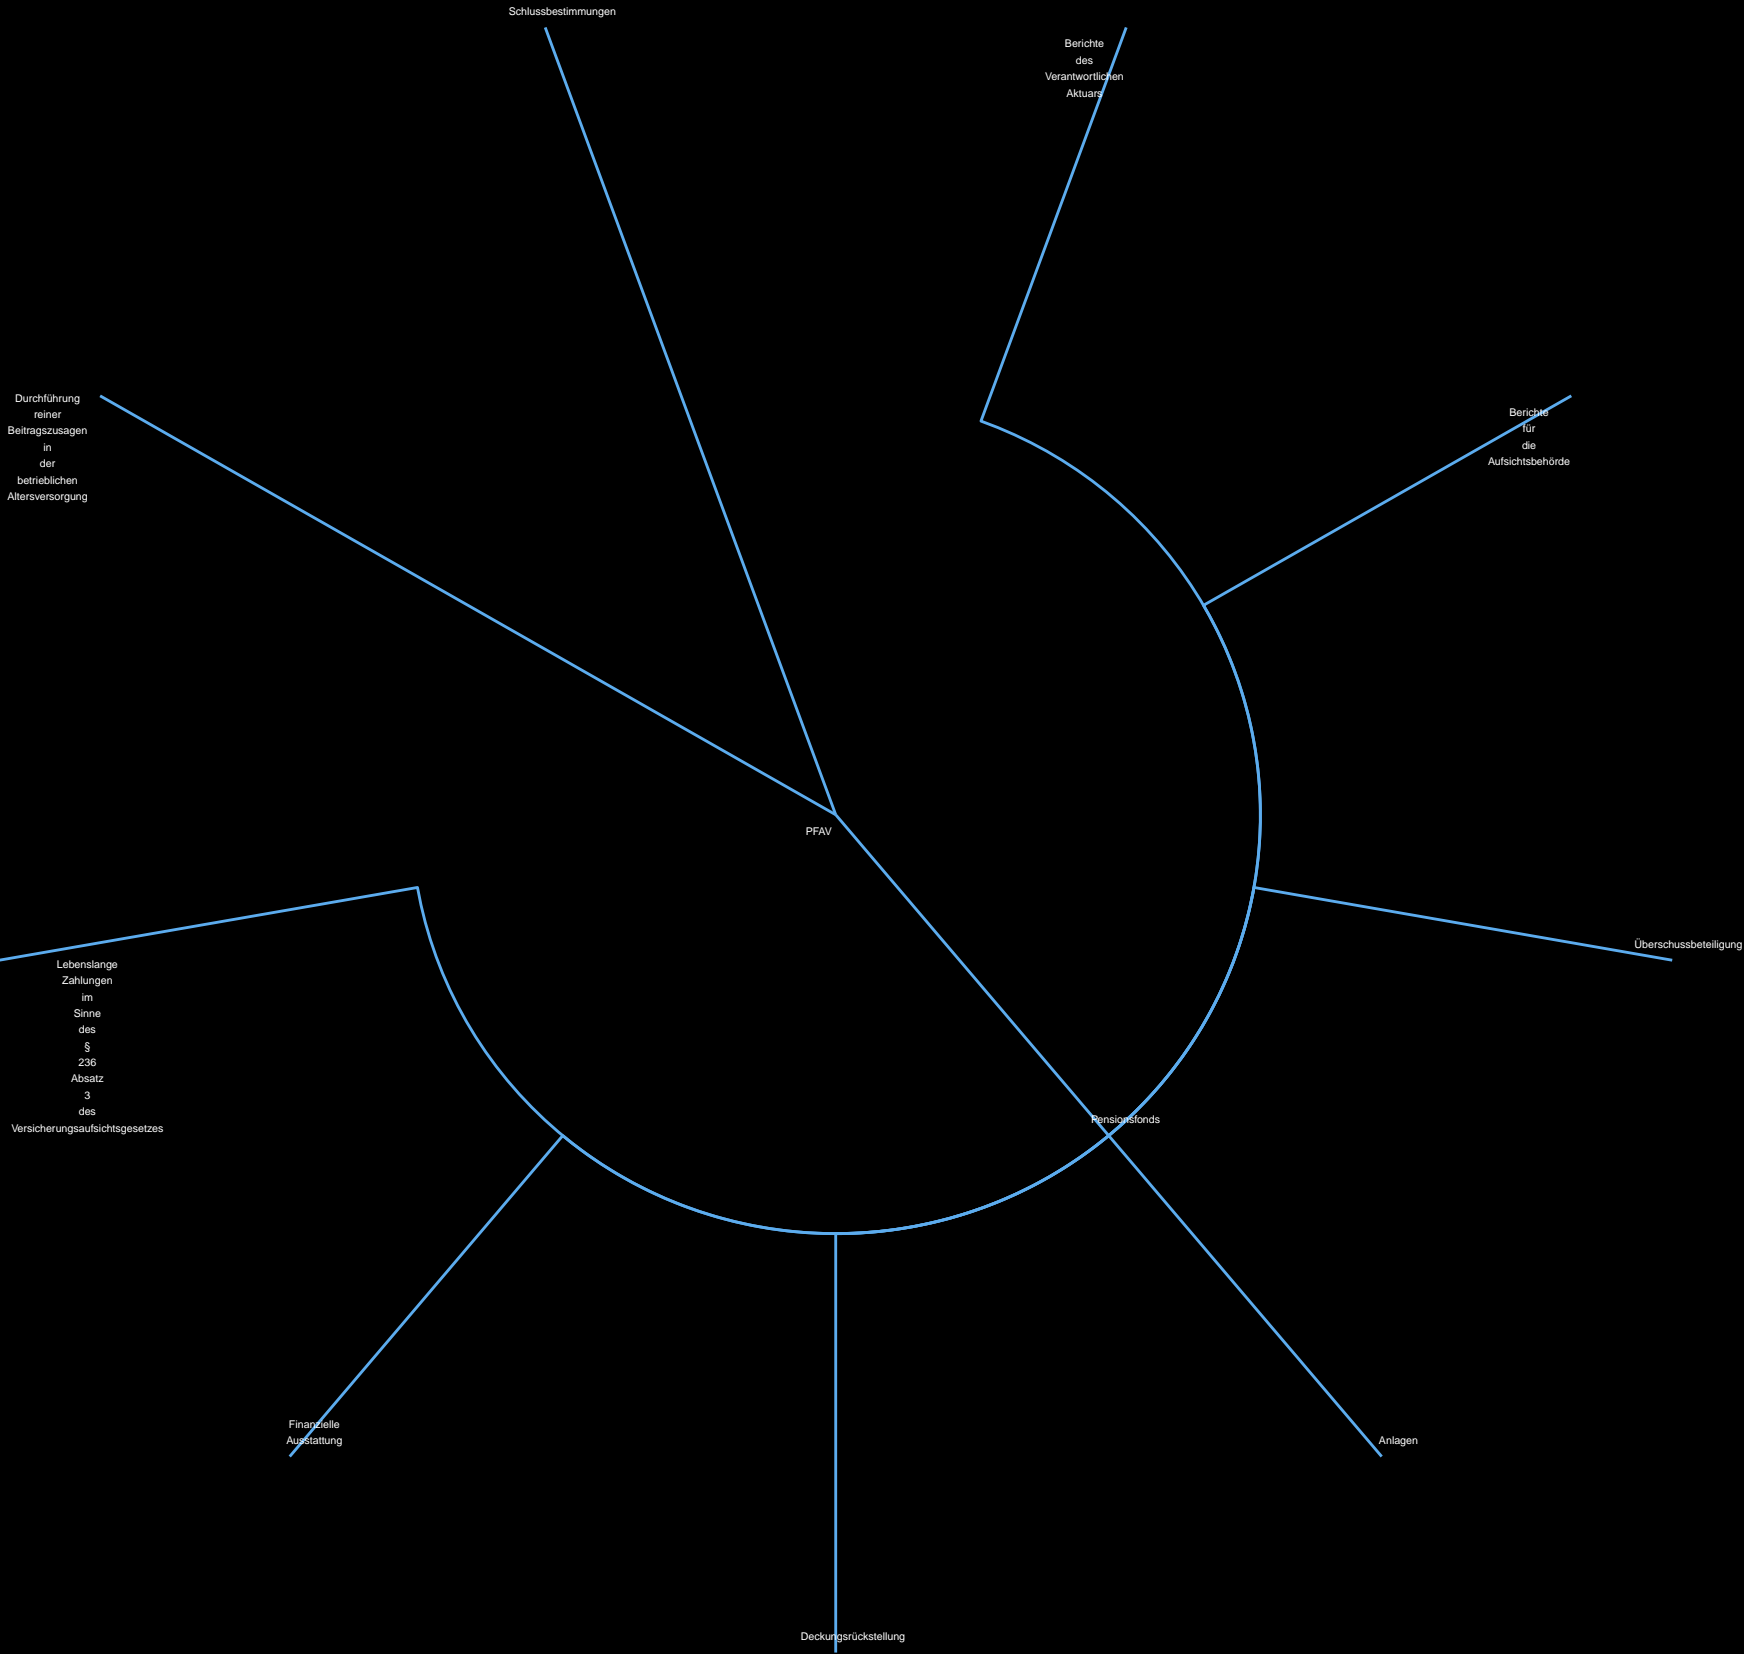 Schlussbestimmungen
Berichte
des
Verantwortlichen
Aktuars
Durchführung
reiner
Beitragszusagen
in
der
betrieblichen
Altersversorgung
Berichte
für
die
Aufsichtsbehörde
PFAV
Überschussbeteiligung
Lebenslange
Zahlungen
im
Sinne
des
§
236
Absatz
3
des
Versicherungsaufsichtsgesetzes
Pensionsfonds
Finanzielle
Ausstattung
Anlagen
Deckungsrückstellung